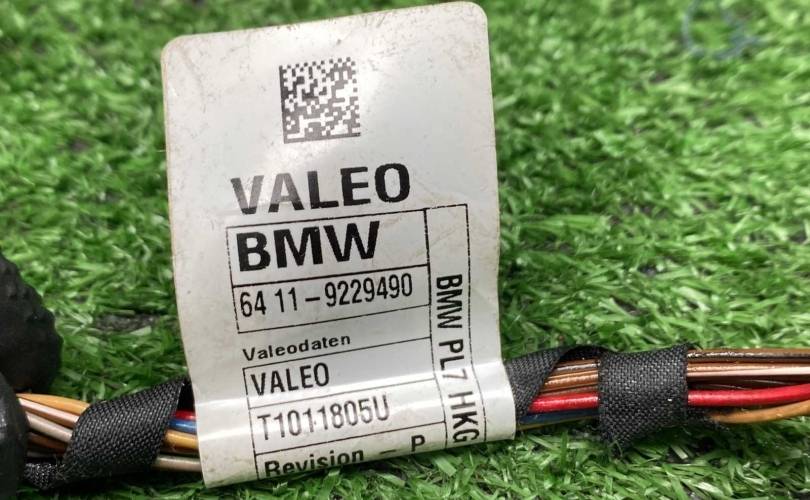 VALEO
BMW
64 11-9229490
BMW PL7 HKG
Valeodaten
VALEO
T1011805U
Revision - P